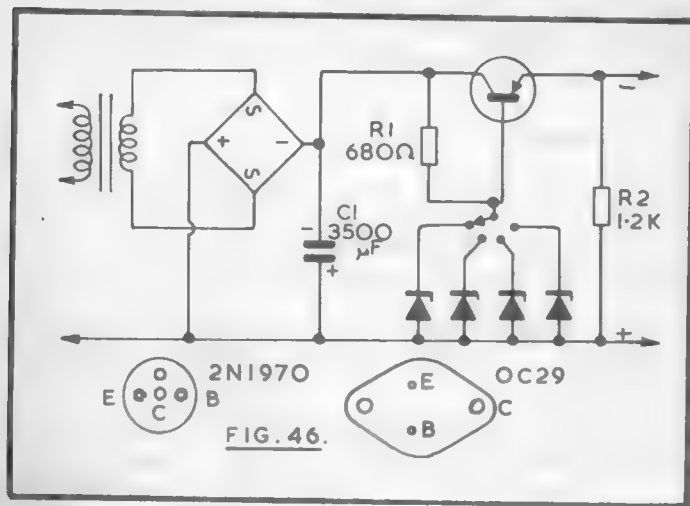 S
+
-
S
R1
680Ω
C1
-
3500
μF
+
-
R2
1·2K
+
2N1970
E
C
B
E
OC29
C
B
FIG. 46.